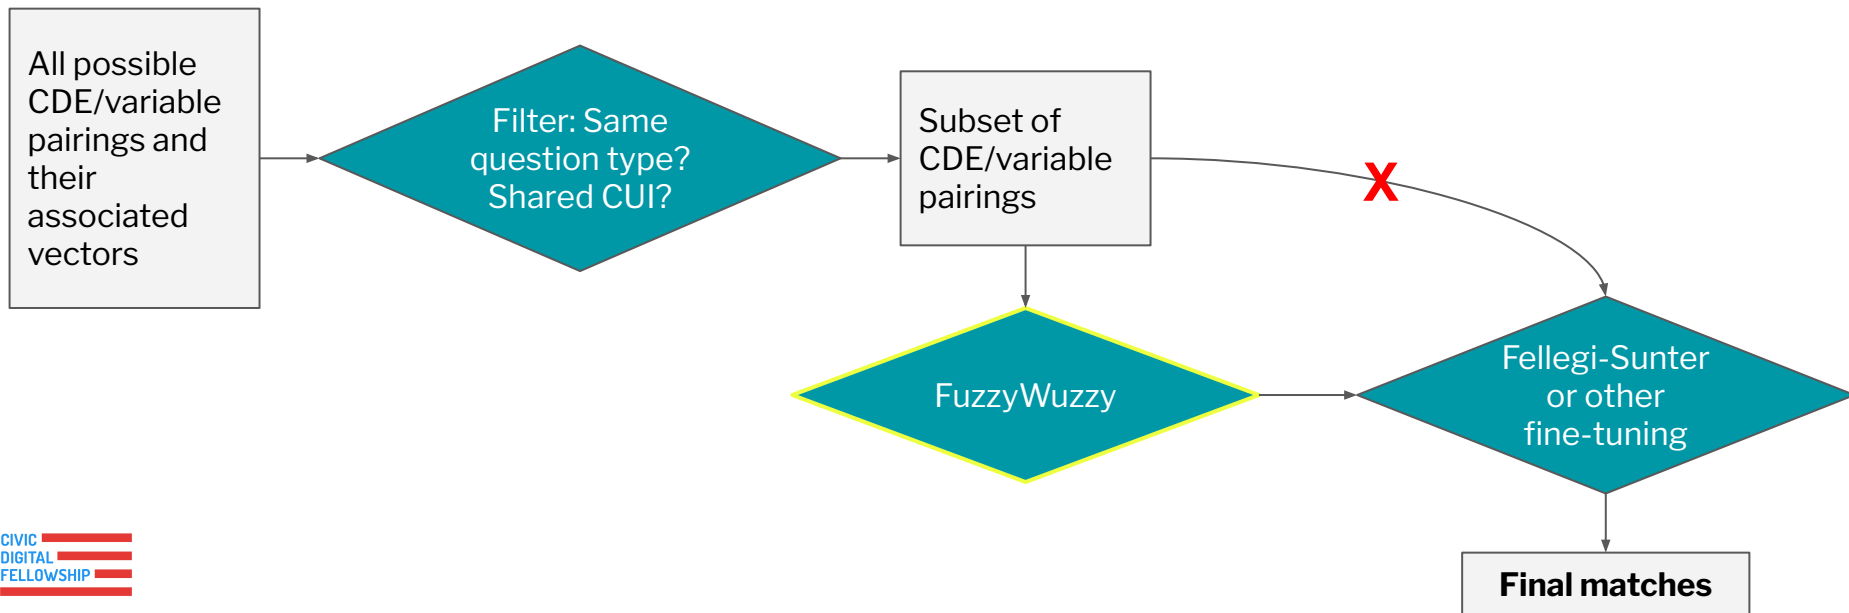 All possible
CDE/variable
pairings and
their
associated
vectors
Filter: Same
question type?
Shared CUI?
Subset of
CDE/variable
pairings
X
FuzzyWuzzy
Fellegi-Sunter
or other
fine-tuning
Final matches
CIVIC
DIGITAL
FELLOWSHIP